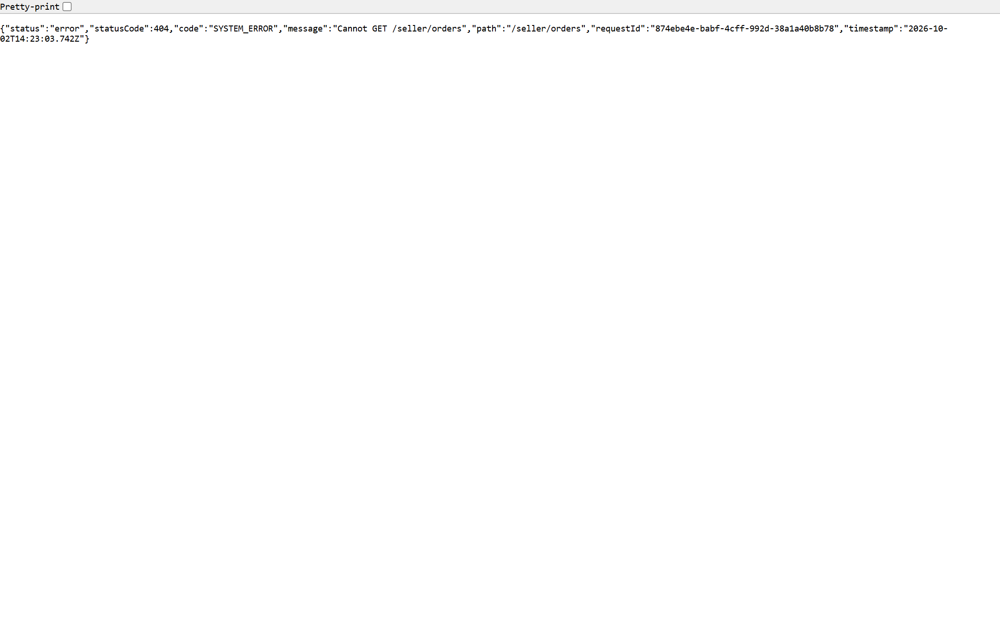 Pretty-print
{"status":"error","statusCode":404,"code":"SYSTEM_ERROR","message":"Cannot GET /seller/orders","path":"/seller/orders","requestId":"874ebe4e-babf-4cff-992d-38a1a40b8b78","timestamp":"2026-10-
02T14:23:03.742Z"}